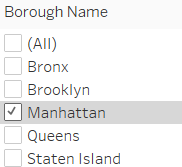 Borough Name
(All)
Bronx
Brooklyn
Manhattan
Queens
Staten Island